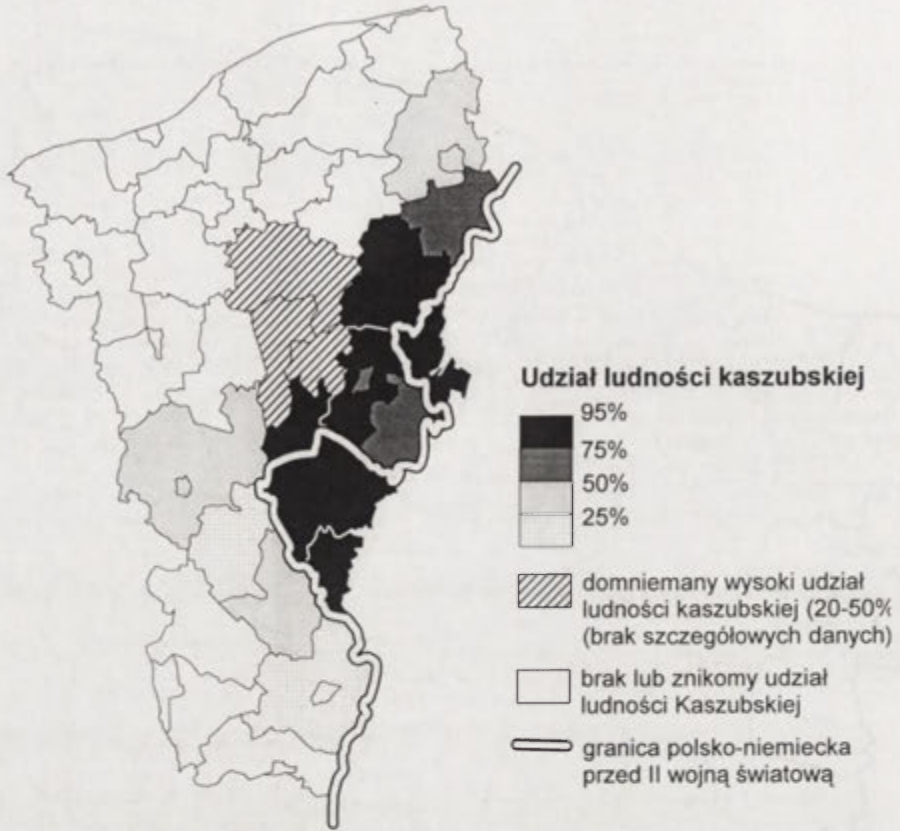 Udział ludności kaszubskiej
95%
75%
50%
25%
domniemany wysoki udział
ludności kaszubskiej (20-50%
(brak szczegółowych danych)
brak lub znikomy udział
ludności Kaszubskiej
granica polsko-niemiecka
przed II wojną światową